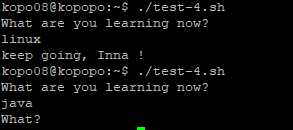 kopo08@kopopo:~$ ./test-4.sh
What are you learning now?
linux
keep going, Inna !
kopo08@kopopo:~$ ./test-4.sh
What are you learning now?
java
What?